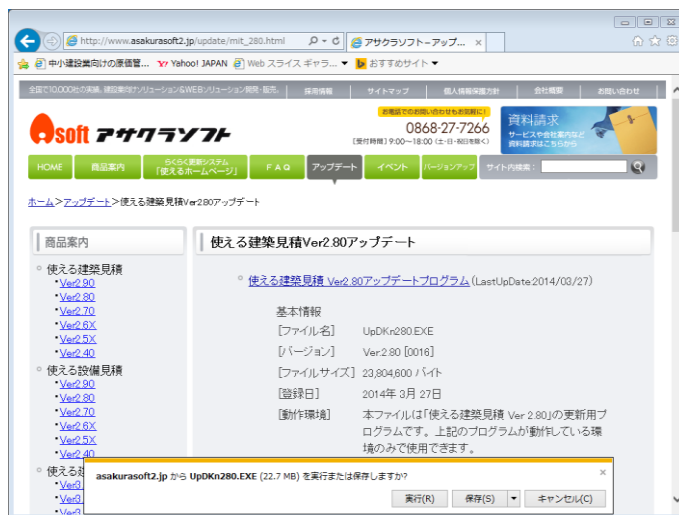 http://www.asakurasoft2.jp/update/mit_280.html
アサクラソフト-アップ...
中小建設業向けの原価管...
Yahoo! JAPAN
Web スライス ギャラ...
おすすめサイト
全国で10,000社の実績。建設業向けソリューション&WEBソリューション開発・販売。
採用情報
サイトマップ
個人情報保護方針
会社概要
お問い合わせ
Asoft アサクラソフト
お電話でのお問い合わせもお気軽に!
0868-27-7266
[受付時間] 9:00~18:00 (土・日・祝日を除く)
資料請求
サービスや会社案内など
資料請求はこちらから
HOME
商品案内
らくらく更新システム
「使えるホームページ」
FAQ
アップデート
イベント
バージョンアップ
サイト内検索:
ホーム>アップデート>使える建築見積Ver2.80アップデート
商品案内
使える建築見積
・Ver2.90
・Ver2.80
・Ver2.70
・Ver2.6X
・Ver2.5X
・Ver2.40
使える設備見積
・Ver2.90
・Ver2.80
・Ver2.70
・Ver2.6X
・Ver2.5X
・Ver2.40
使える建築見積Ver2.80アップデート
使える建築見積 Ver2.80アップデートプログラム (LastUpDate:2014/03/27)
基本情報
[ファイル名] UpDKn280.EXE
[バージョン] Ver.2.80 [0016]
[ファイルサイズ] 23,804,600 バイト
[登録日] 2014年 3月 27日
[動作環境] 本ファイルは「使える建築見積 Ver 2.80」の更新用プ
ログラムです。上記のプログラムが動作している環
境のみで使用できます。
asakurasoft2.jp から UpDKn280.EXE (22.7 MB) を実行または保存しますか?
実行(R)
保存(S)
キャンセル(C)